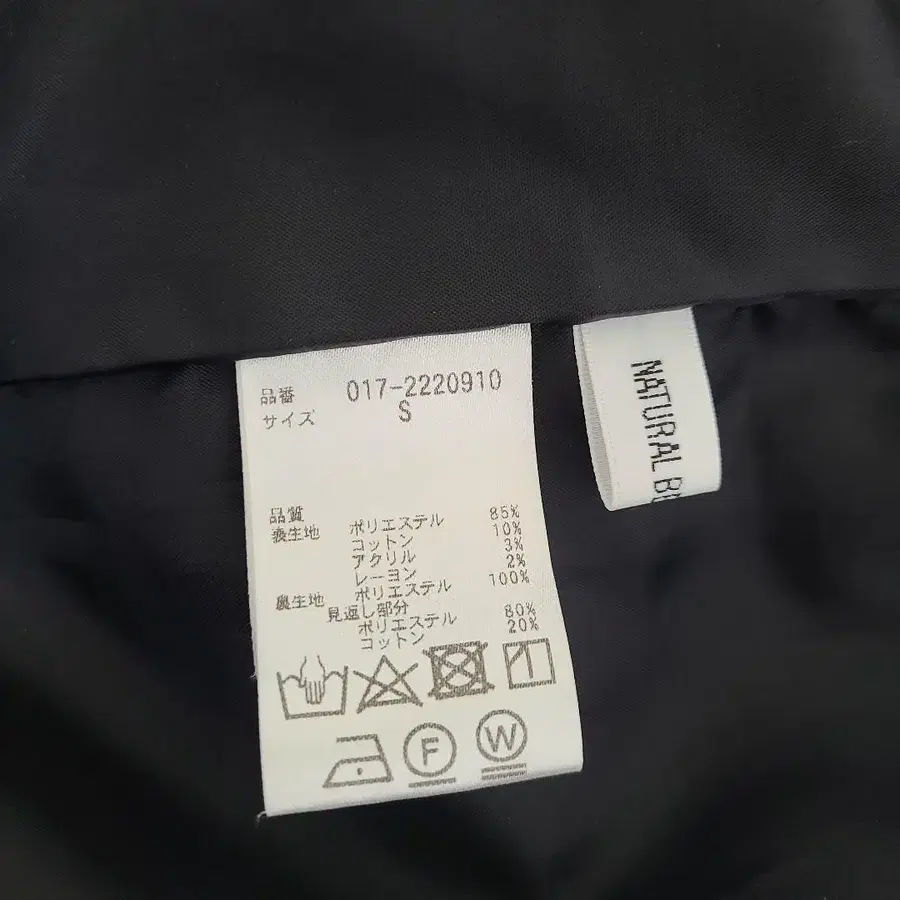 品番 017-2220910
サイズ S
品質
表生地 ポリエステル 85%
コットン 10%
アクリル 3%
レーヨン 2%
裏生地 ポリエステル 100%
見返し部分
ポリエステル 80%
コットン 20%
F W
NATURAL